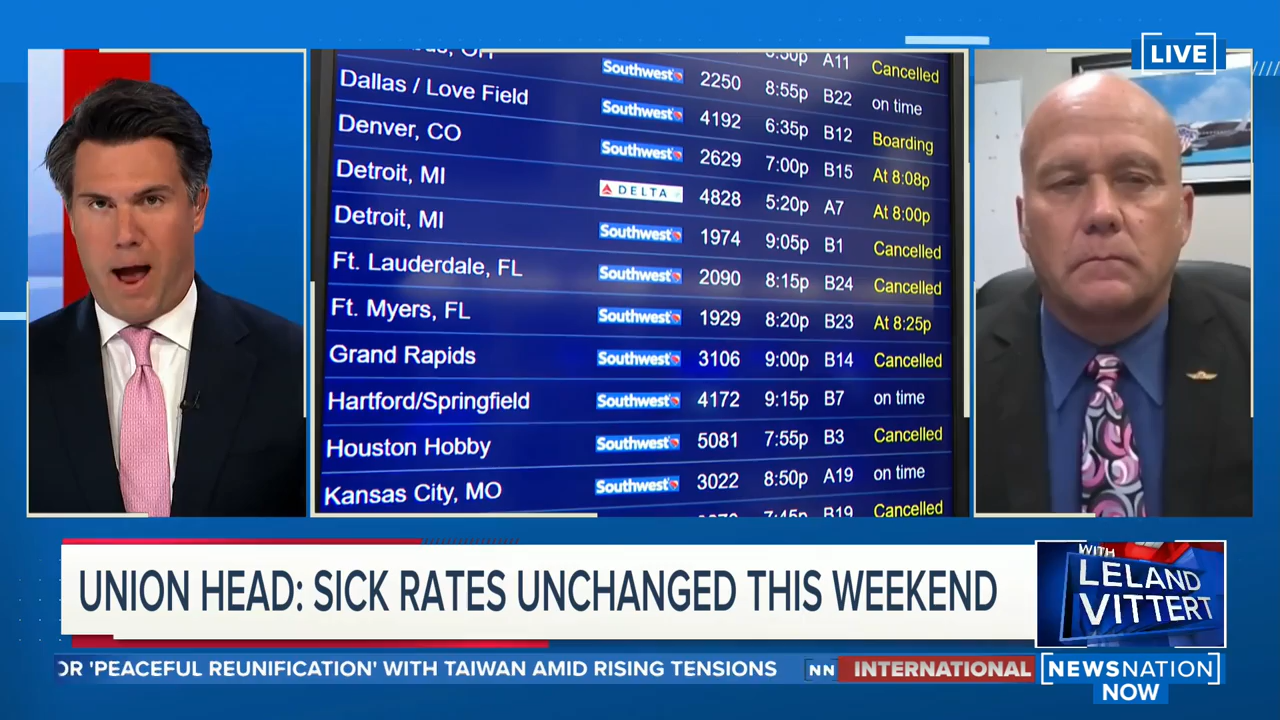 LIVE
A11 Cancelled
Southwest 2250 8:55p B22 on time
Dallas / Love Field Southwest 4192 6:35p B12 Boarding
Denver, CO Southwest 2629 7:00p B15 At 8:08p
Detroit, MI DELTA 4828 5:20p A7 At 8:00p
Detroit, MI Southwest 1974 9:05p B1 Cancelled
Ft. Lauderdale, FL Southwest 2090 8:15p B24 Cancelled
Ft. Myers, FL Southwest 1929 8:20p B23 At 8:25p
Grand Rapids Southwest 3106 9:00p B14 Cancelled
Hartford/Springfield Southwest 4172 9:15p B7 on time
Houston Hobby Southwest 5081 7:55p B3 Cancelled
Kansas City, MO Southwest 3022 8:50p A19 on time
7:45p B19 Cancelled
UNION HEAD: SICK RATES UNCHANGED THIS WEEKEND
WITH
LELAND
VITTERT
OR 'PEACEFUL REUNIFICATION' WITH TAIWAN AMID RISING TENSIONS NN INTERNATIONAL
NEWSNATION
NOW